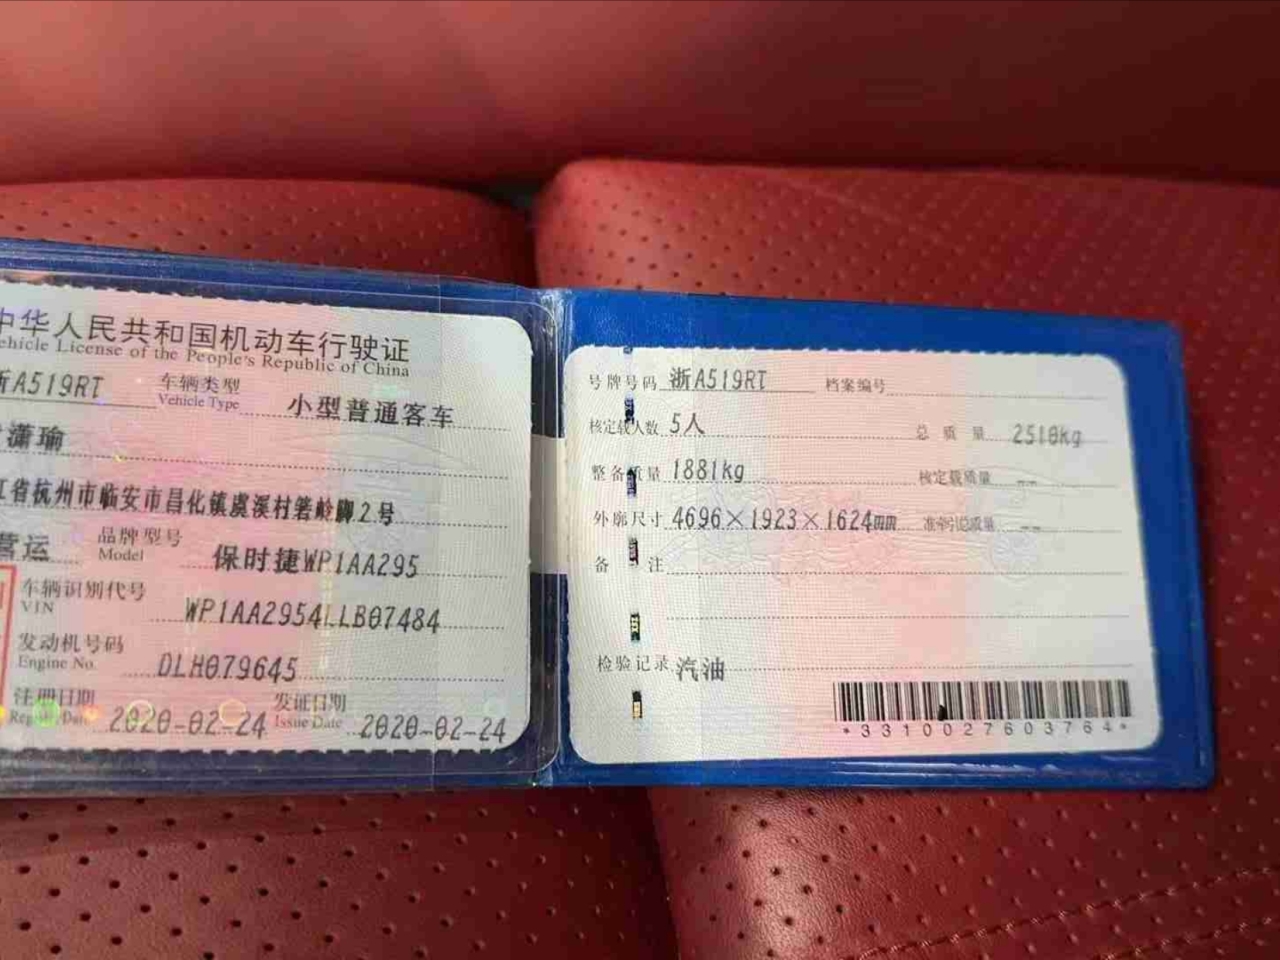 中华人民共和国机动车行驶证
ehicle License of the People's Republic of China
浙A519RT 车辆类型 Vehicle Type 小型普通客车
潇瑜
江省杭州市临安市昌化镇虞溪村箬岭脚2号
营运 品牌型号 Model 保时捷WP1AA295
车辆识别代号 VIN WP1AA2954LLB07484
发动机号码 Engine No. DLH079645
注册日期 Register Date 2020-02-24 发证日期 Issue Date 2020-02-24
号牌号码 浙A519RT 档案编号
核定载人数 5人 总质量 2510kg
整备质量 1881kg 核定载质量 --
外廓尺寸 4696×1923×1624mm 准牵引总质量 --
备注
检验记录 汽油
*3310027603764*